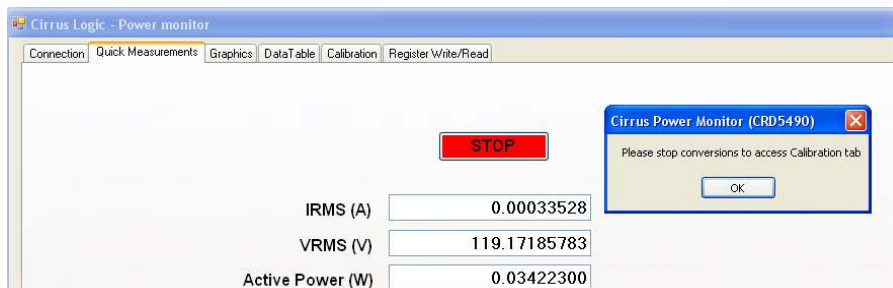 Cirrus Logic - Power monitor
Connection Quick Measurements Graphics DataTable Calibration Register Write/Read
Cirrus Power Monitor (CRD5490)
STOP
Please stop conversions to access Calibration tab
OK
IRMS (A) 0.00033528
VRMS (V) 119.17185783
Active Power (W) 0.03422300